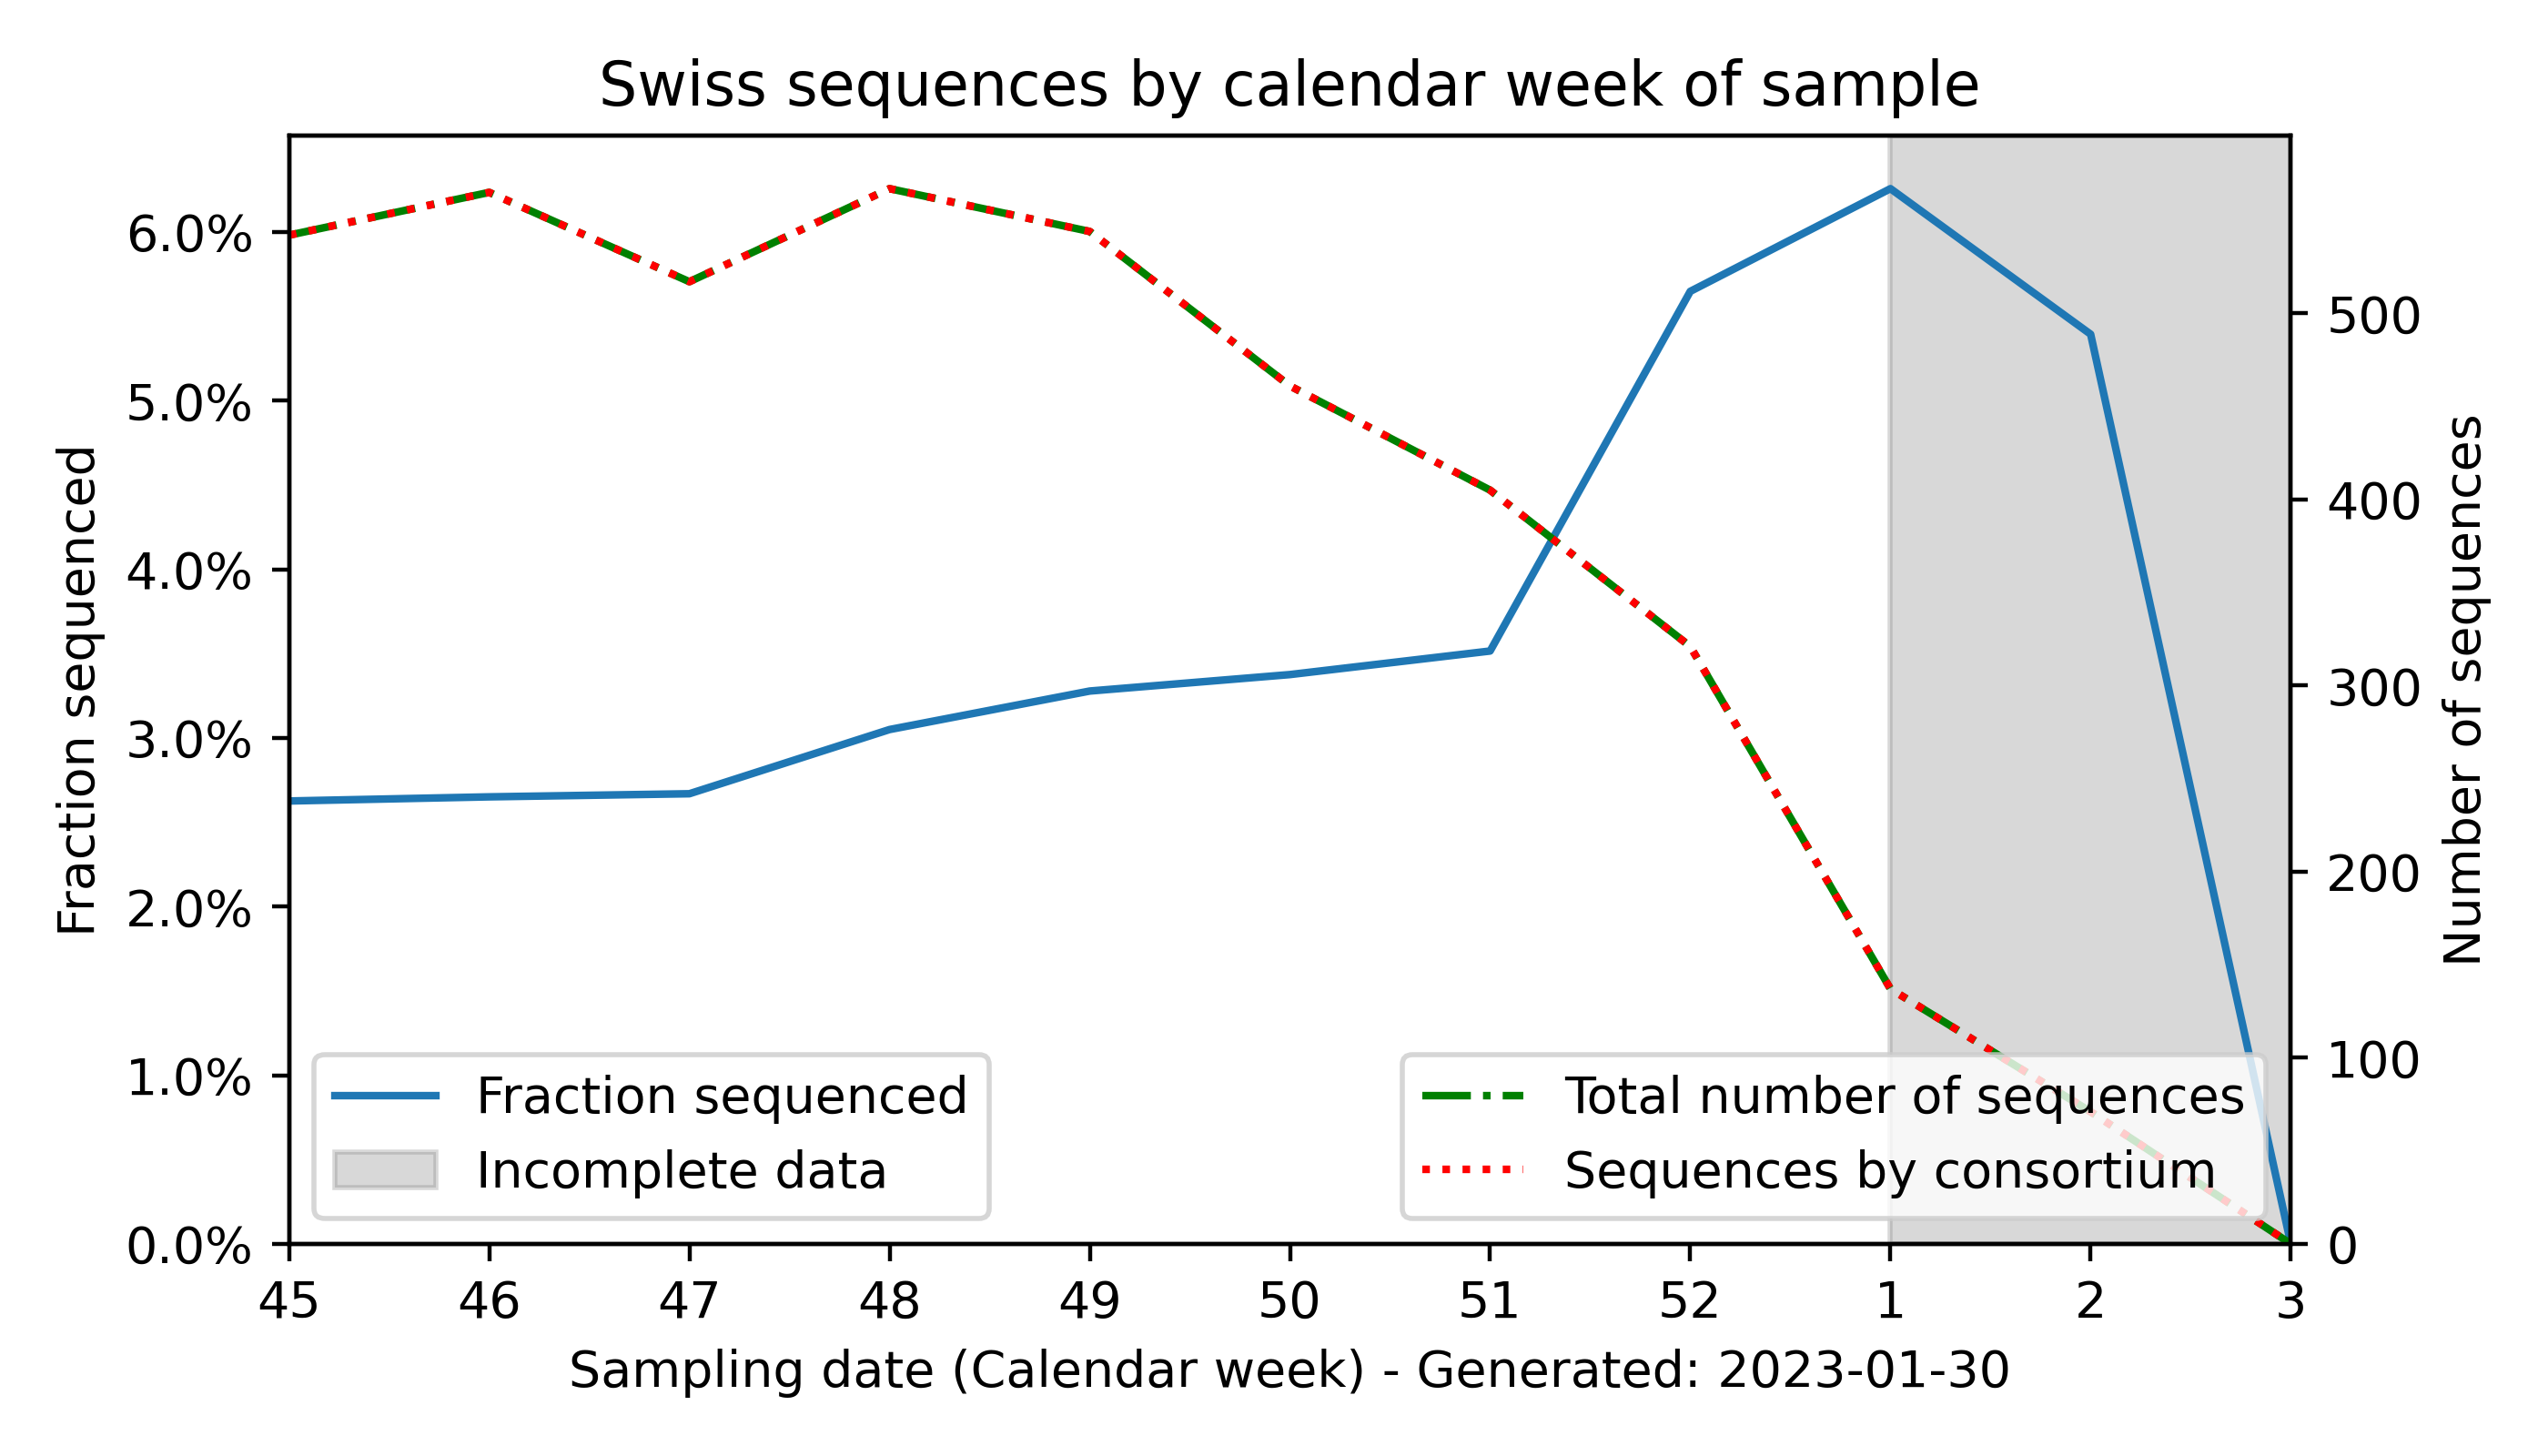 Swiss sequences by calendar week of sample
Fraction sequenced
6.0%
5.0%
4.0%
3.0%
2.0%
1.0%
0.0%
500
400
300
200
100
0
Number of sequences
Fraction sequenced
Incomplete data
Total number of sequences
Sequences by consortium
45 46 47 48 49 50 51 52 1 2 3
Sampling date (Calendar week) - Generated: 2023-01-30